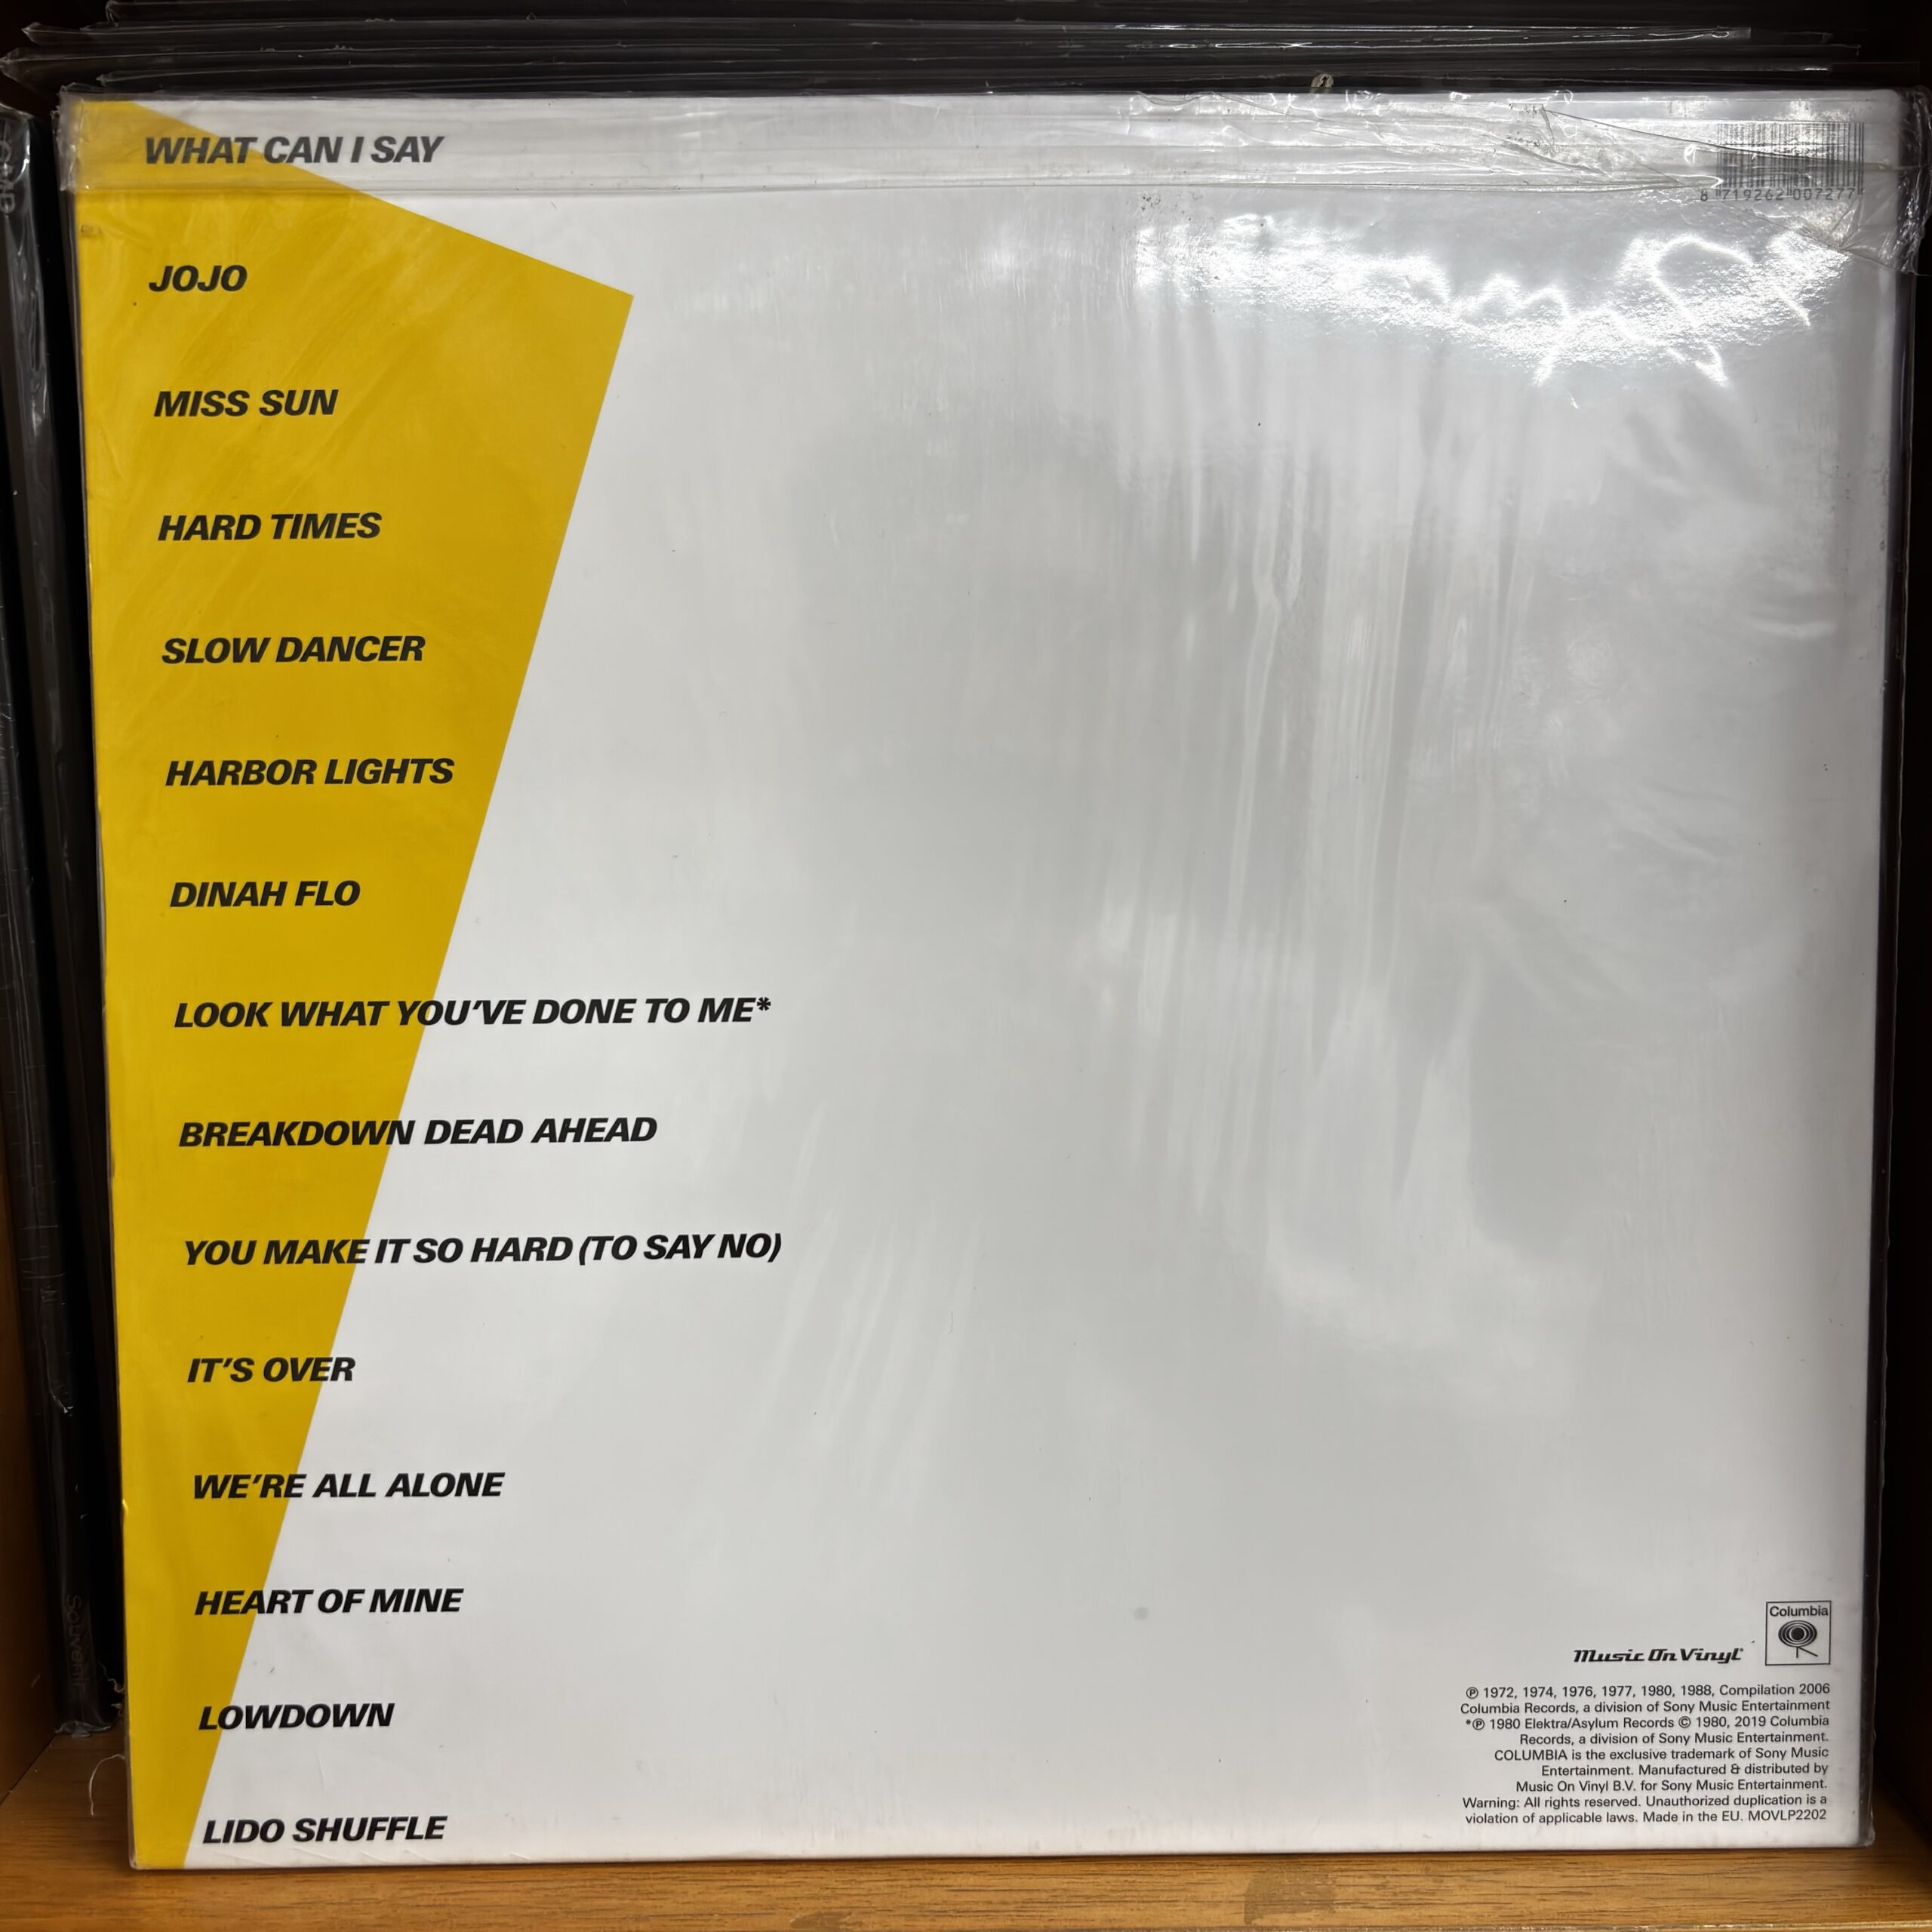 WHAT CAN I SAY
8 719262 007277
JOJO
MISS SUN
HARD TIMES
SLOW DANCER
HARBOR LIGHTS
DINAH FLO
LOOK WHAT YOU'VE DONE TO ME*
BREAKDOWN DEAD AHEAD
YOU MAKE IT SO HARD (TO SAY NO)
IT'S OVER
WE'RE ALL ALONE
HEART OF MINE
LOWDOWN
LIDO SHUFFLE
Columbia
Music On Vinyl
℗ 1972, 1974, 1976, 1977, 1980, 1988, Compilation 2006
Columbia Records, a division of Sony Music Entertainment
*℗ 1980 Elektra/Asylum Records © 1980, 2019 Columbia
Records, a division of Sony Music Entertainment.
COLUMBIA is the exclusive trademark of Sony Music
Entertainment. Manufactured & distributed by
Music On Vinyl B.V. for Sony Music Entertainment.
Warning: All rights reserved. Unauthorized duplication is a
violation of applicable laws. Made in the EU. MOVLP2202
Souvenir